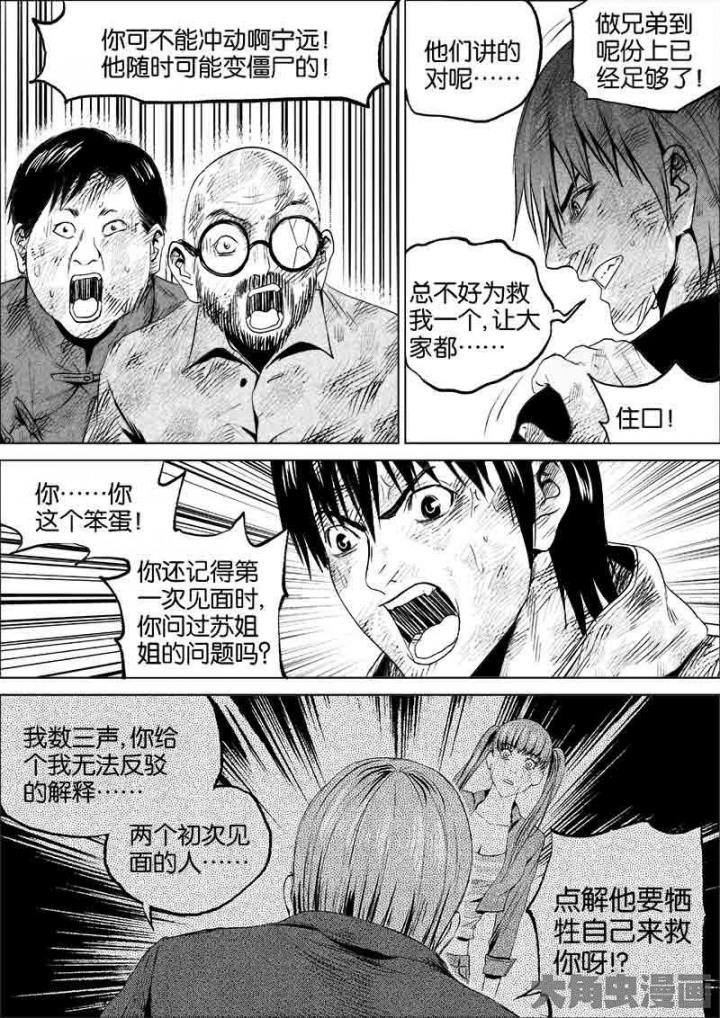 你可不能冲动啊宁远!
他随时可能变僵尸的!
他们讲的
对呢……
做兄弟到
呢份上已
经足够了!
总不好为救
我一个,让大
家都……
住口!
你……你
这个笨蛋!
你还记得第
一次见面时,
你问过苏姐
姐的问题吗?
我数三声,你给
个我无法反驳
的解释……
两个初次见
面的人……
点解他要牺
牲自己来救
你呀!?
大角虫漫画